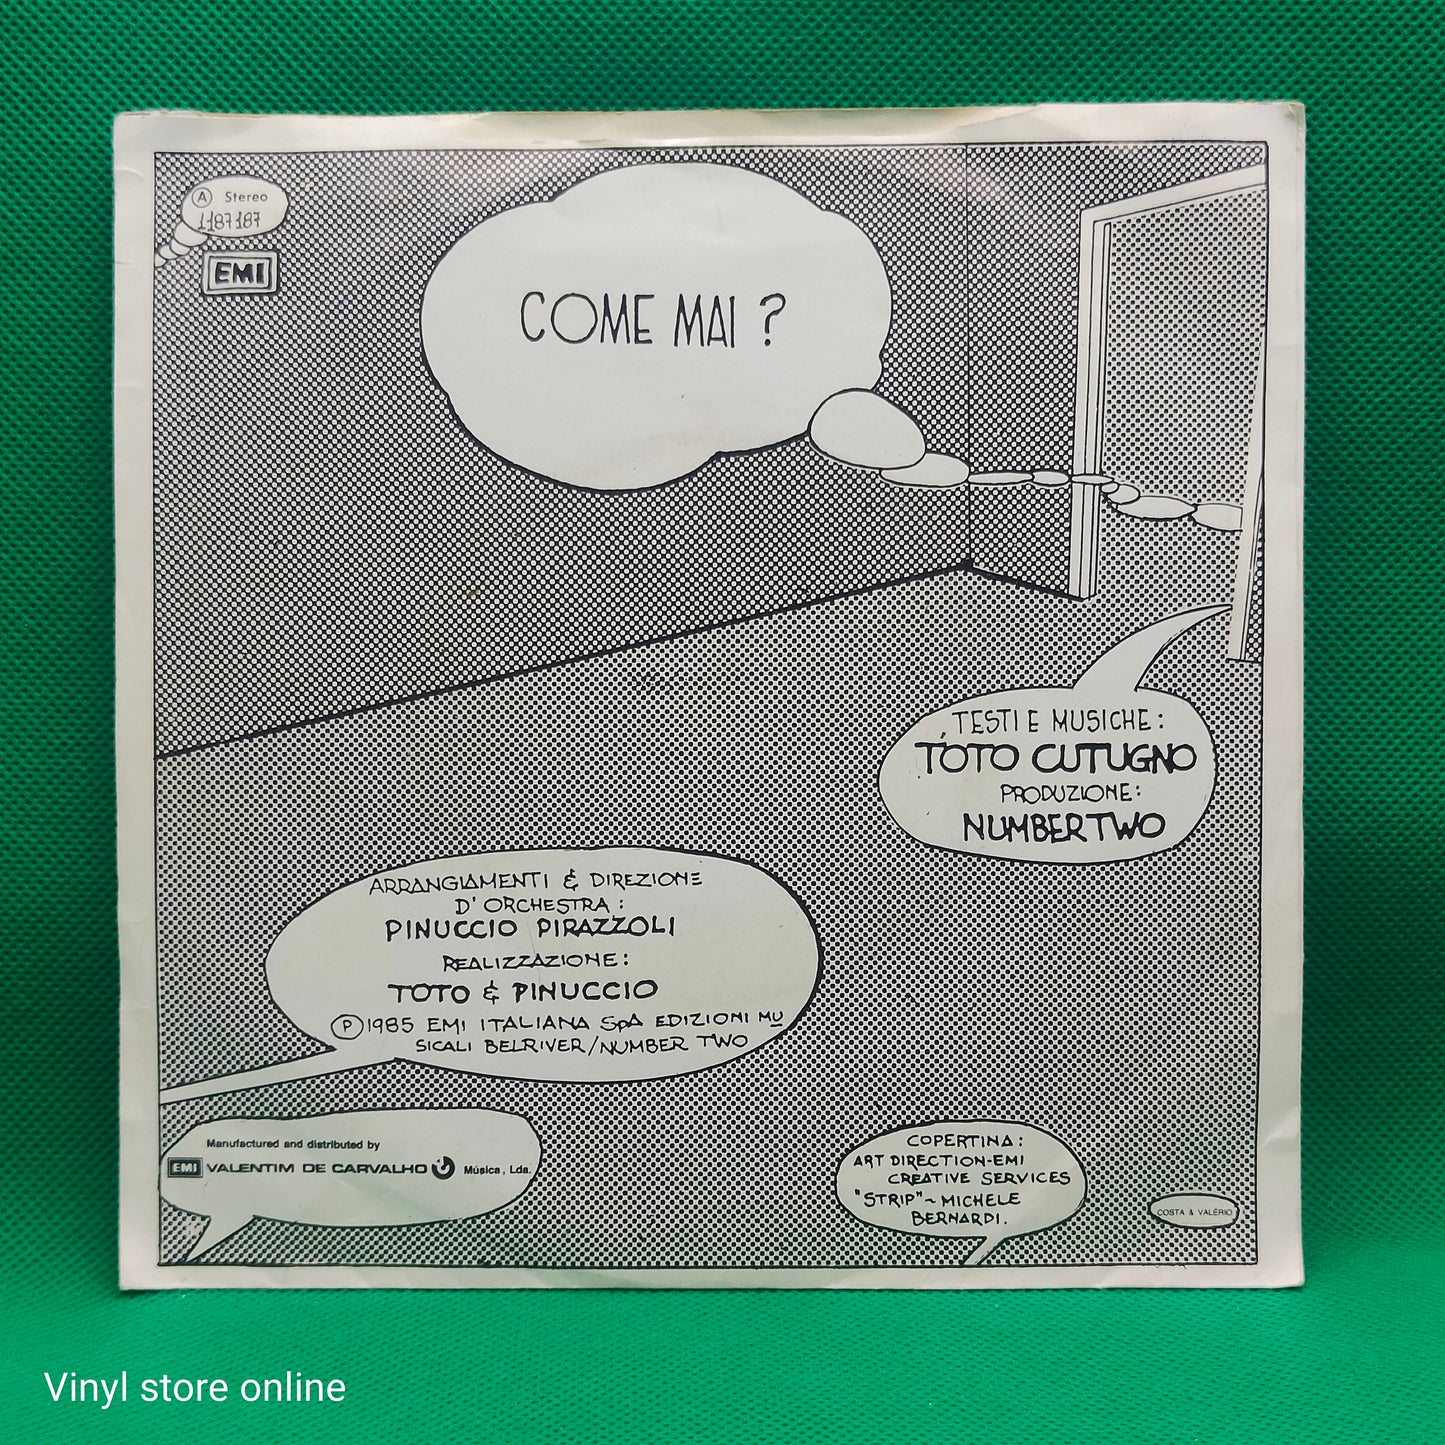 A Stereo
1187187
EMI
COME MAI ?
TESTI E MUSICHE :
TOTO CUTUGNO
PRODUZIONE :
NUMBER TWO
ARRANGIAMENTI & DIREZIONE
D' ORCHESTRA :
PINUCCIO PIRAZZOLI
REALIZZAZIONE :
TOTO & PINUCCIO
Ⓟ 1985 EMI ITALIANA SpA EDIZIONI MU
SICALI BELRIVER/NUMBER TWO
Manufactured and distributed by
EMI VALENTIM DE CARVALHO Música, Lda.
COPERTINA :
ART DIRECTION-EMI
CREATIVE SERVICES
"STRIP"~MICHELE
BERNARDI.
COSTA & VALÉRIO
Vinyl store online